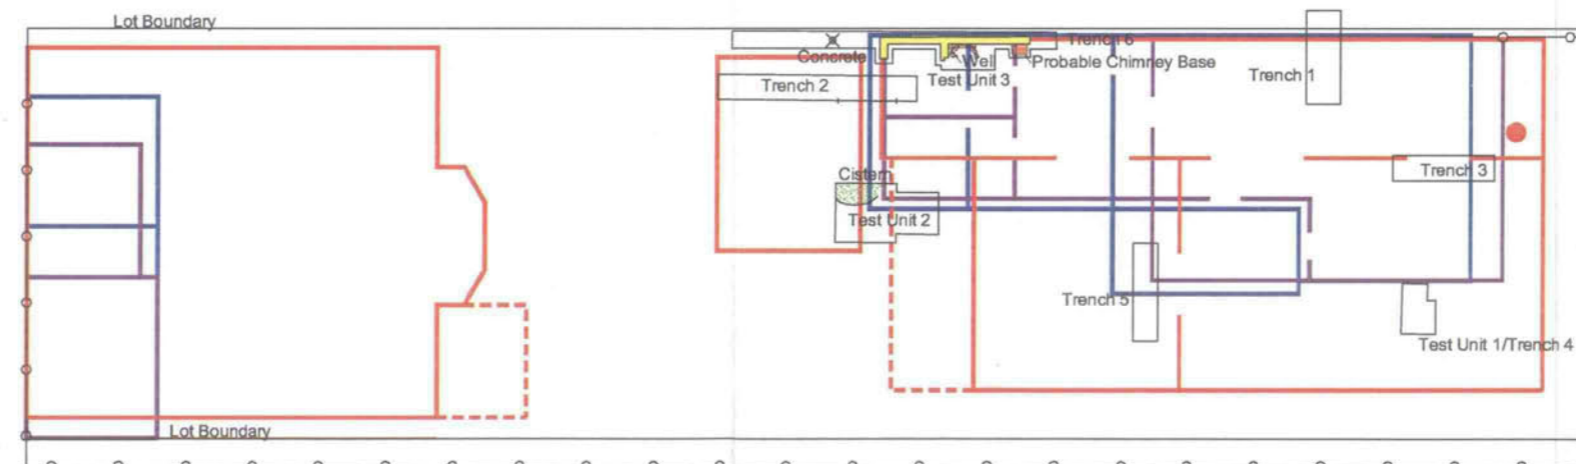 Lot Boundary
Trench 6
Concrete
Well
Probable Chimney Base
Trench 1
Trench 2
Test Unit 3
Cistern
Trench 3
Test Unit 2
Trench 5
Test Unit 1/Trench 4
Lot Boundary